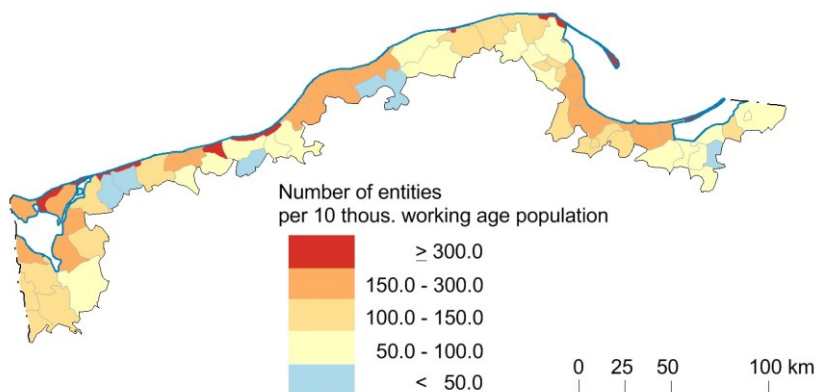 Number of entities
per 10 thous. working age population
≥ 300.0
150.0 - 300.0
100.0 - 150.0
50.0 - 100.0
< 50.0
0 25 50 100 km